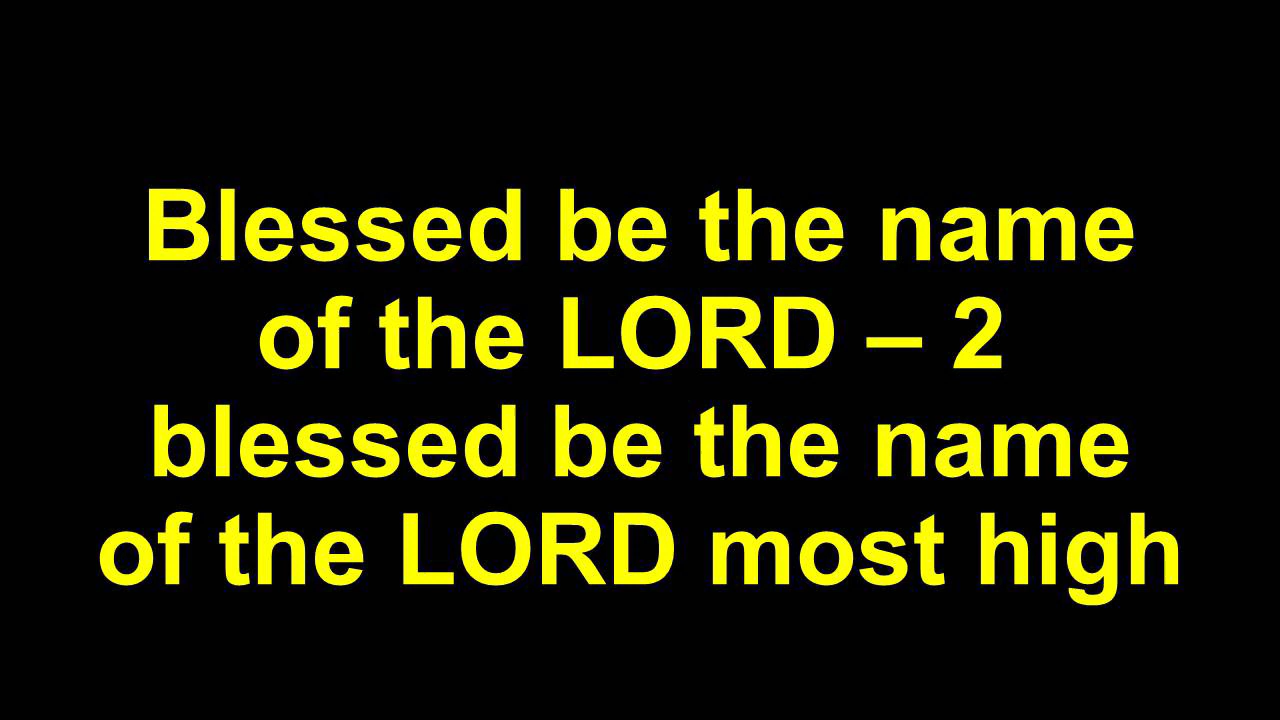 Blessed be the name
of the LORD – 2
blessed be the name
of the LORD most high